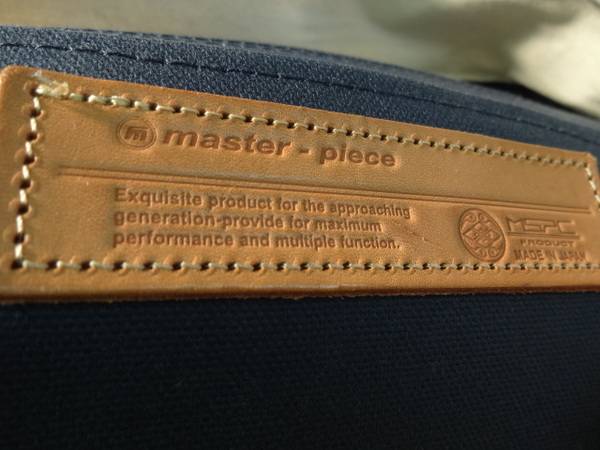 m master-piece
Exquisite product for the approaching
generation-provide for maximum
performance and multiple function.
MSPC
PRODUCT
MADE IN JAPAN